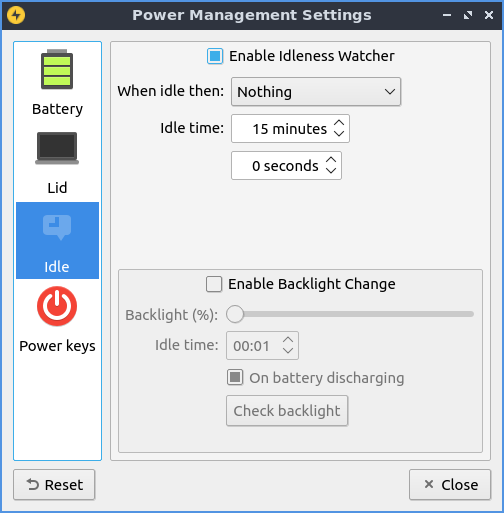 Power Management Settings
Battery
Lid
Idle
Power keys
Enable Idleness Watcher
When idle then: Nothing
Idle time: 15 minutes
0 seconds
Enable Backlight Change
Backlight (%):
Idle time: 00:01
On battery discharging
Check backlight
Reset
Close